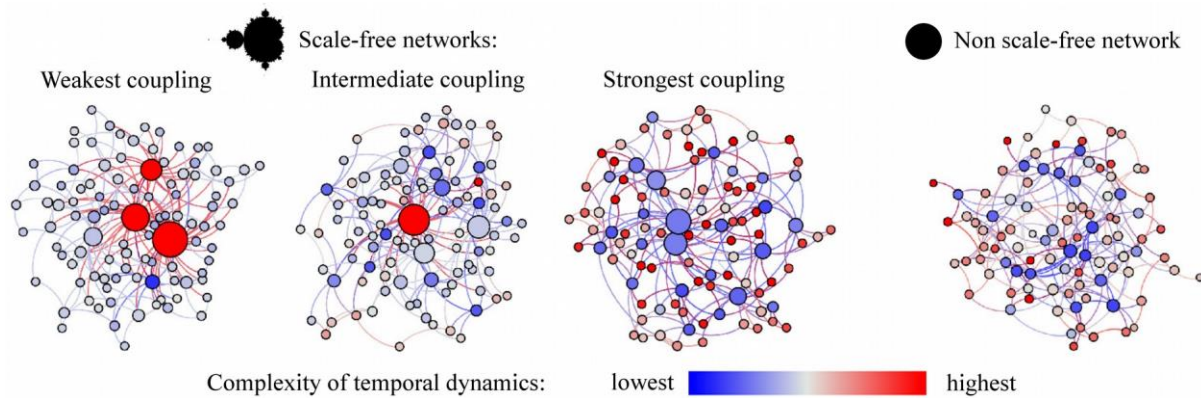 Scale-free networks:
Non scale-free network
Weakest coupling
Intermediate coupling
Strongest coupling
Complexity of temporal dynamics:
lowest
highest